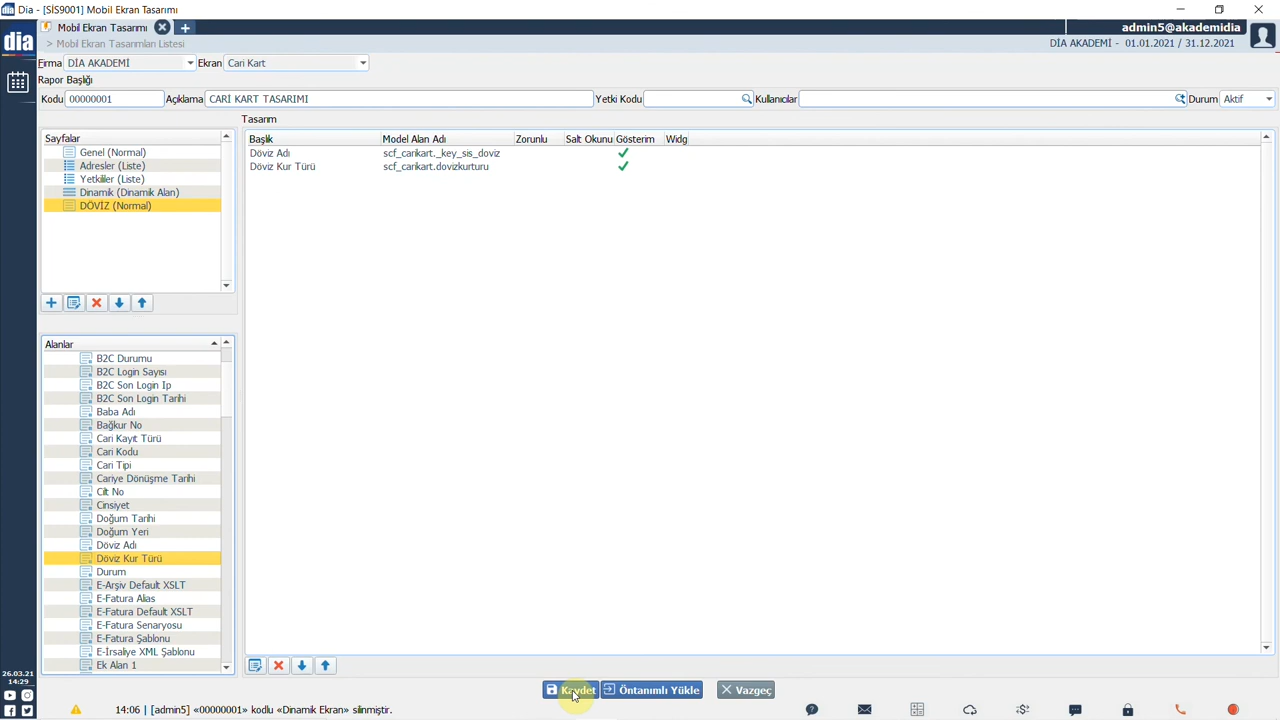 Dia - [SİS9001] Mobil Ekran Tasarımı
dia
Mobil Ekran Tasarımı
admin5@akademidia
> Mobil Ekran Tasarımları Listesi
DİA AKADEMİ - 01.01.2021 / 31.12.2021
Firma DİA AKADEMİ Ekran Cari Kart
Rapor Başlığı
Kodu 00000001 Açıklama CARİ KART TASARIMI Yetki Kodu Kullanıcılar Durum Aktif
Tasarım
Sayfalar
Genel (Normal)
Adresler (Liste)
Yetkililer (Liste)
Dinamik (Dinamik Alan)
DÖVİZ (Normal)
Başlık Model Alan Adı Zorunlu Salt Okunu Gösterim Widg
Döviz Adı scf_carikart._key_sis_doviz
Döviz Kur Türü scf_carikart.dovizkurturu
Alanlar
B2C Durumu
B2C Login Sayısı
B2C Son Login Ip
B2C Son Login Tarihi
Baba Adı
Bağkur No
Cari Kayıt Türü
Cari Kodu
Cari Tipi
Cariye Dönüşme Tarihi
Cilt No
Cinsiyet
Doğum Tarihi
Doğum Yeri
Döviz Adı
Döviz Kur Türü
Durum
E-Arşiv Default XSLT
E-Fatura Alias
E-Fatura Default XSLT
E-Fatura Senaryosu
E-Fatura Şablonu
E-İrsaliye XML Şablonu
Ek Alan 1
Kaydet Öntanımlı Yükle Vazgeç
26.03.21
14:29
14:06 | [admin5] «00000001» kodlu «Dinamik Ekran» silinmiştir.